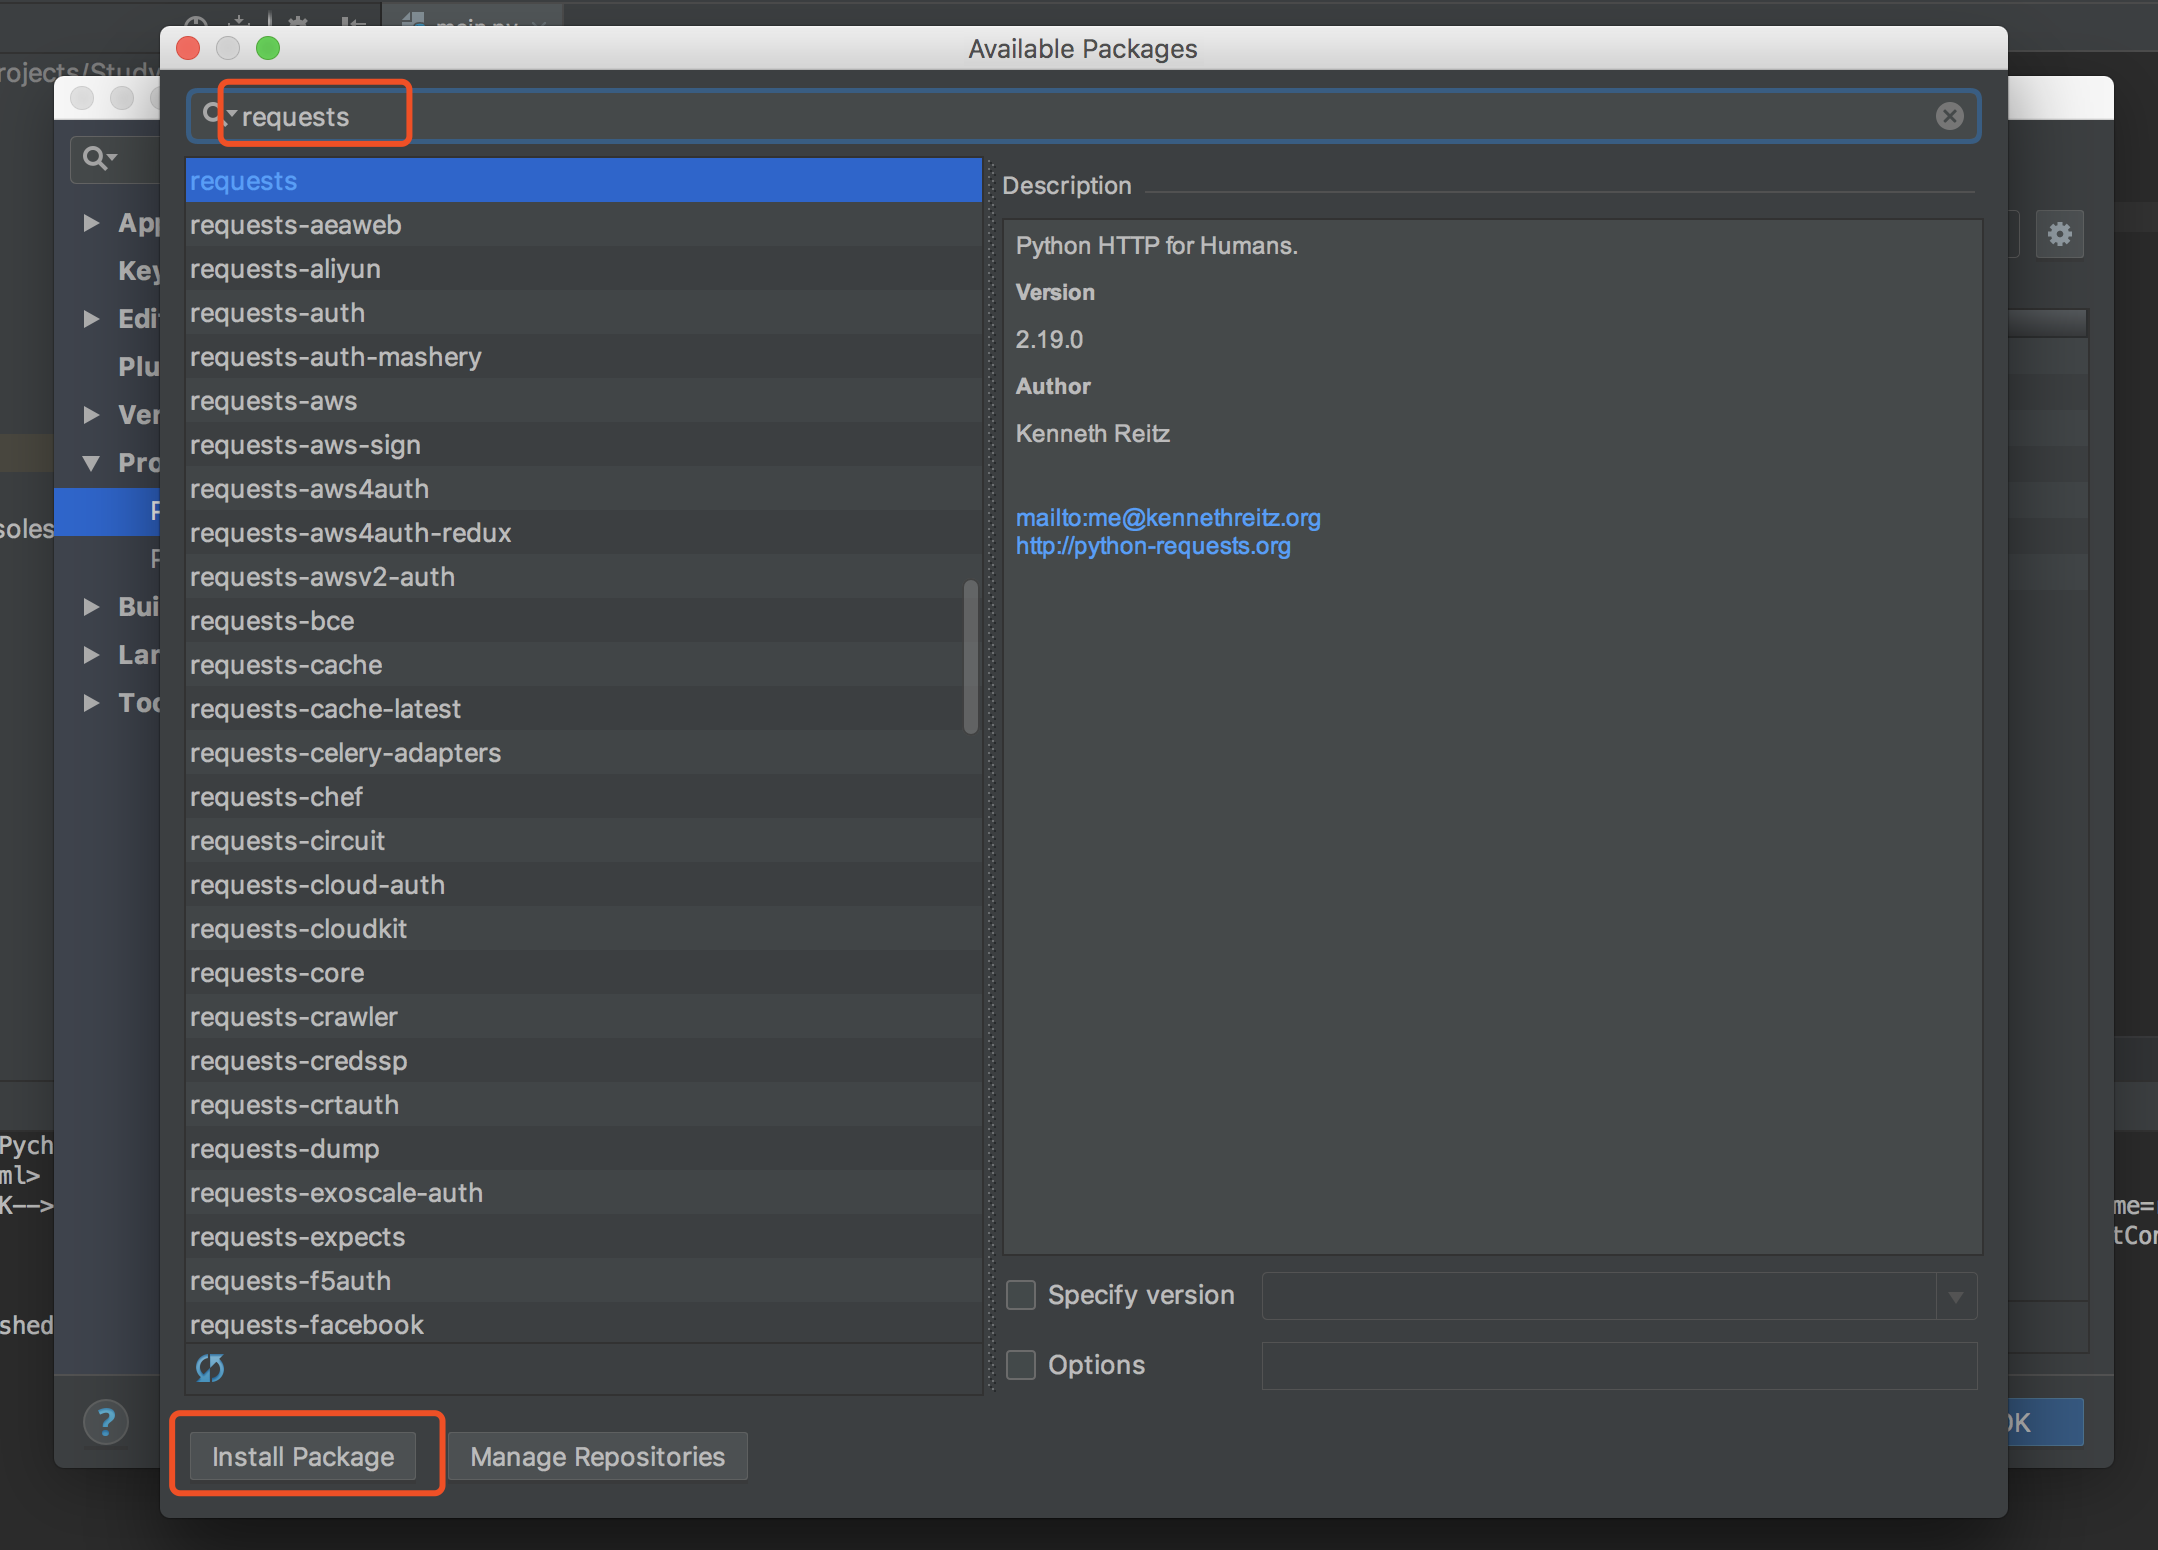 main.py
rojects/Study
Available Packages
requests
requests
requests-aeaweb
requests-aliyun
requests-auth
requests-auth-mashery
requests-aws
requests-aws-sign
requests-aws4auth
requests-aws4auth-redux
requests-awsv2-auth
requests-bce
requests-cache
requests-cache-latest
requests-celery-adapters
requests-chef
requests-circuit
requests-cloud-auth
requests-cloudkit
requests-core
requests-crawler
requests-credssp
requests-crtauth
requests-dump
requests-exoscale-auth
requests-expects
requests-f5auth
requests-facebook
Description
Python HTTP for Humans.
Version
2.19.0
Author
Kenneth Reitz
mailto:me@kennethreitz.org
http://python-requests.org
Specify version
Options
Install Package
Manage Repositories
App
Key
Edi
Plu
Ver
Pro
P
P
Bui
Lan
Too
soles
Pych
ml>
K-->
shed
me=
tCon
?
OK